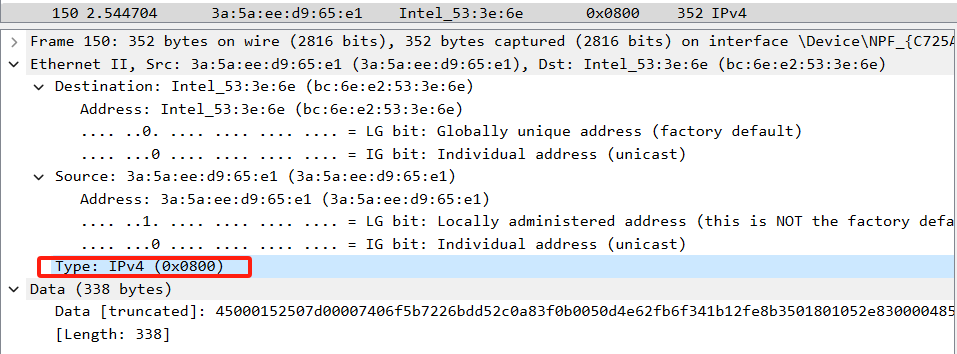 150 2.544704 3a:5a:ee:d9:65:e1 Intel_53:3e:6e 0x0800 352 IPv4
Frame 150: 352 bytes on wire (2816 bits), 352 bytes captured (2816 bits) on interface \Device\NPF_{C725A
Ethernet II, Src: 3a:5a:ee:d9:65:e1 (3a:5a:ee:d9:65:e1), Dst: Intel_53:3e:6e (bc:6e:e2:53:3e:6e)
Destination: Intel_53:3e:6e (bc:6e:e2:53:3e:6e)
Address: Intel_53:3e:6e (bc:6e:e2:53:3e:6e)
.... ..0. .... .... .... .... = LG bit: Globally unique address (factory default)
.... ...0 .... .... .... .... = IG bit: Individual address (unicast)
Source: 3a:5a:ee:d9:65:e1 (3a:5a:ee:d9:65:e1)
Address: 3a:5a:ee:d9:65:e1 (3a:5a:ee:d9:65:e1)
.... ..1. .... .... .... .... = LG bit: Locally administered address (this is NOT the factory defa
.... ...0 .... .... .... .... = IG bit: Individual address (unicast)
Type: IPv4 (0x0800)
Data (338 bytes)
Data [truncated]: 45000152507d00007406f5b7226bdd52c0a83f0b0050d4e62fb6f341b12fe8b3501801052e830000485
[Length: 338]